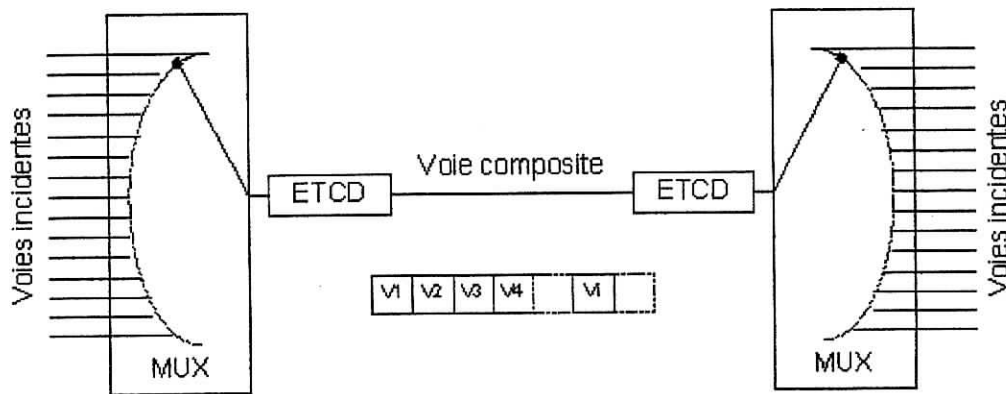 Voies incidentes
MUX
ETCD
Voie composite
ETCD
V1 V2 V3 V4 Vi
MUX
Voies incidentes